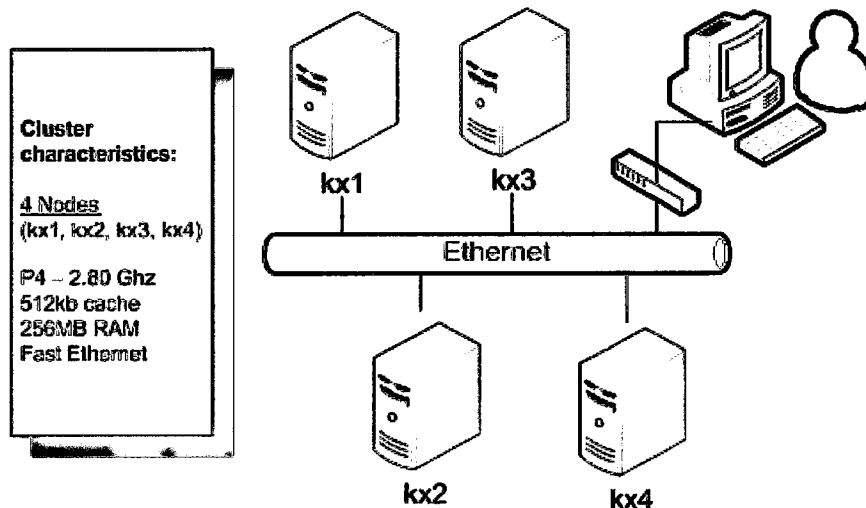 Cluster
characteristics:
4 Nodes
(kx1, kx2, kx3, kx4)
P4 – 2.80 Ghz
512kb cache
256MB RAM
Fast Ethernet
kx1
kx3
Ethernet
kx2
kx4